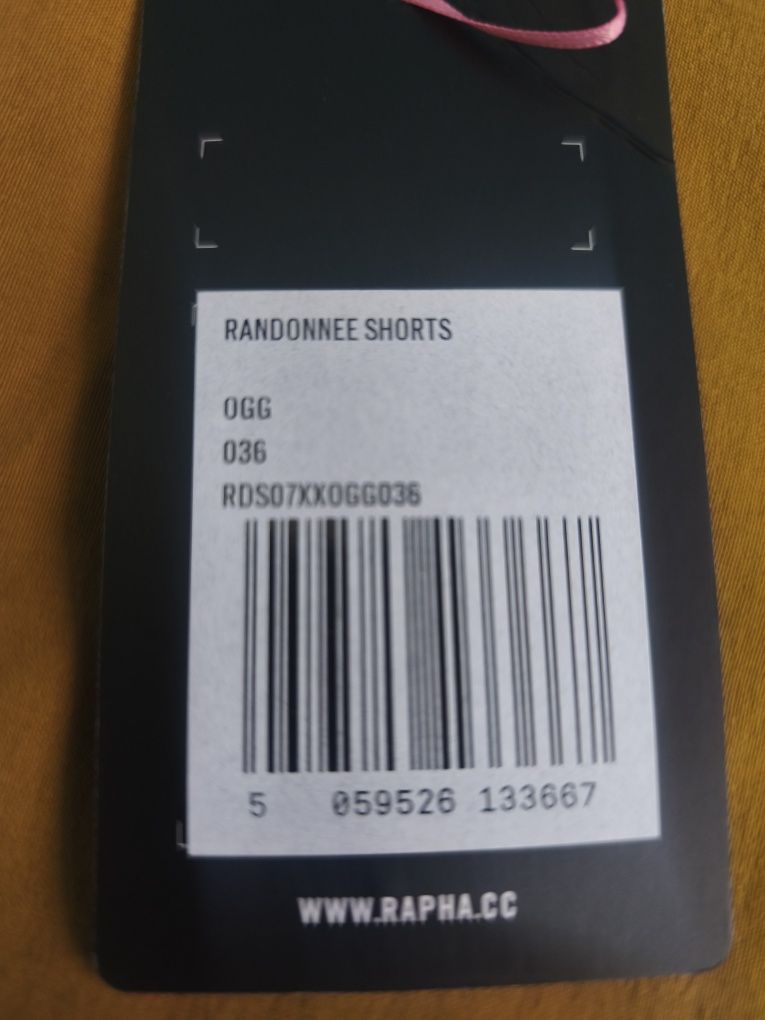 RANDONNEE SHORTS
OGG
036
RDS07XXOGG036
5 059526 133667
WWW.RAPHA.CC